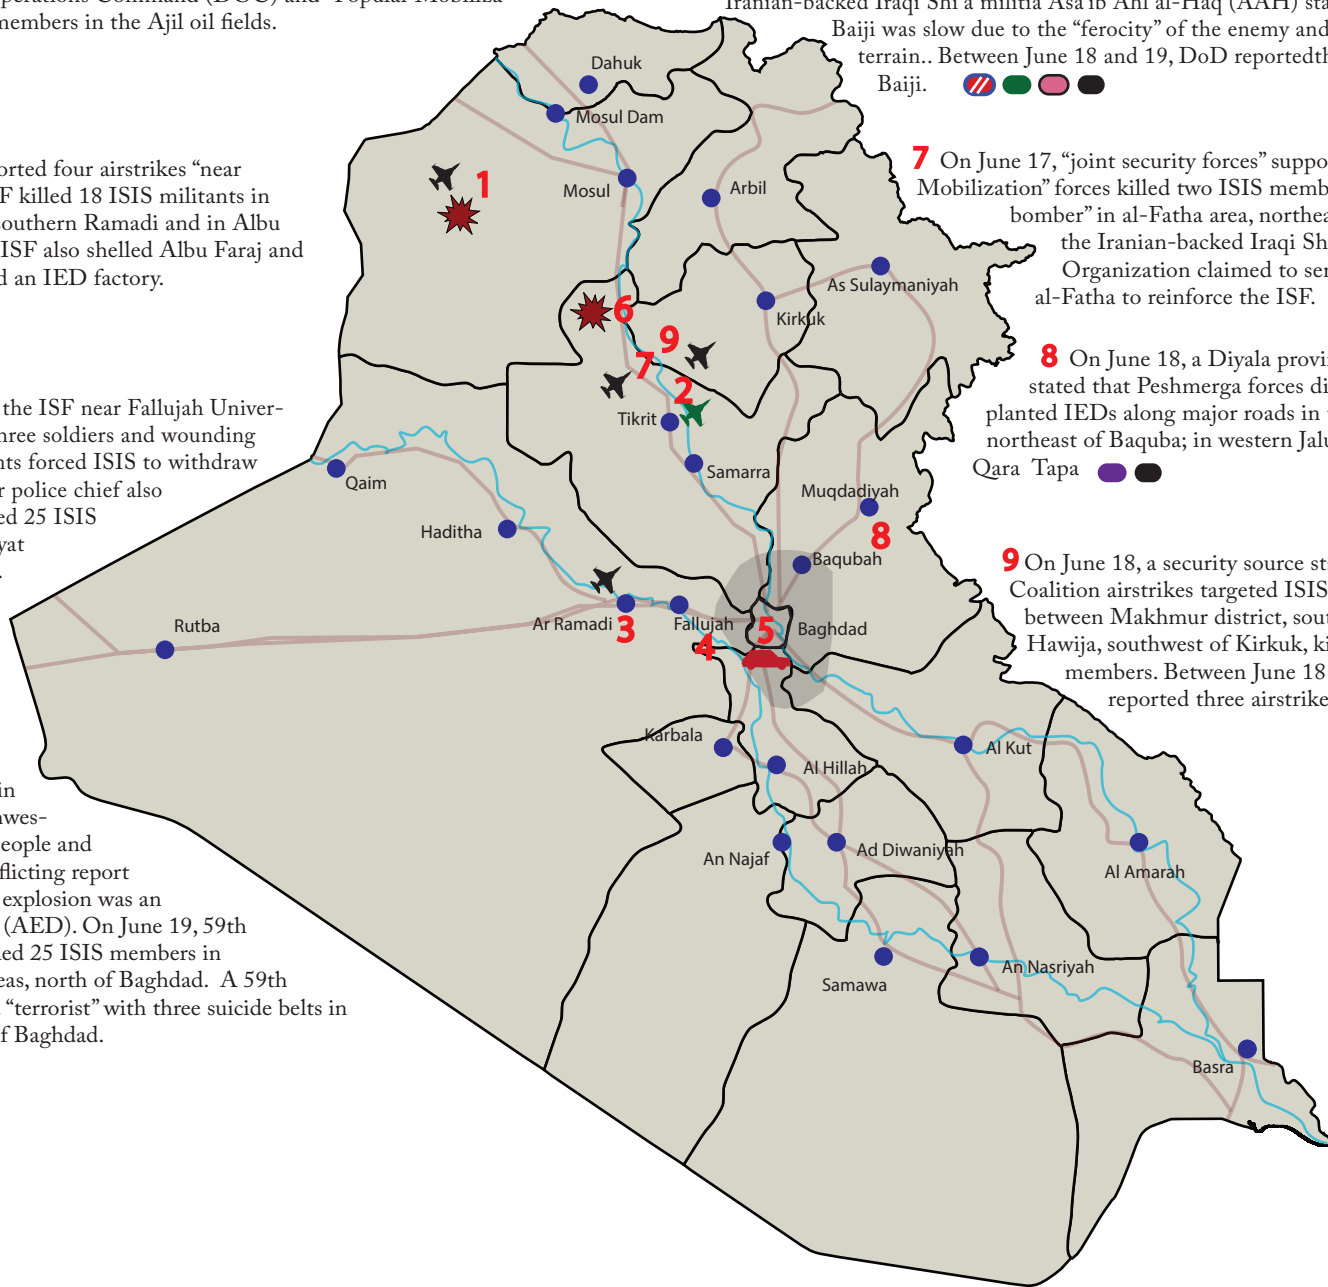 perations Command (BOC) and "Popular Mobiliza-
members in the Ajil oil fields.
Iranian-backed Iraqi Shi'a militia Asa'ib Ahl al-Haq (AAH) sta
Baiji was slow due to the "ferocity" of the enemy and
terrain.. Between June 18 and 19, DoD reportedth
Baiji.
orted four airstrikes "near
F killed 18 ISIS militants in
southern Ramadi and in Albu
ISF also shelled Albu Faraj and
d an IED factory.
7 On June 17, "joint security forces" suppo
Mobilization" forces killed two ISIS memb
bomber" in al-Fatha area, northea
the Iranian-backed Iraqi Sh
Organization claimed to ser
al-Fatha to reinforce the ISF.
8 On June 18, a Diyala provi
stated that Peshmerga forces di
planted IEDs along major roads in
northeast of Baquba; in western Jalu
Qara Tapa
9 On June 18, a security source sta
Coalition airstrikes targeted ISIS
between Makhmur district, sout
Hawija, southwest of Kirkuk, ki
members. Between June 18
reported three airstrike
the ISF near Fallujah Univer-
hree soldiers and wounding
nts forced ISIS to withdraw
r police chief also
ed 25 ISIS
yat
.
in
nwes-
eople and
flicting report
explosion was an
(AED). On June 19, 59th
led 25 ISIS members in
eas, north of Baghdad. A 59th
"terrorist" with three suicide belts in
f Baghdad.
Dahuk
Mosul Dam
1
Mosul
Arbil
As Sulaymaniyah
Kirkuk
6
9
7
2
Tikrit
Samarra
Qaim
Muqdadiyah
Haditha
8
Baqubah
Rutba
Ar Ramadi
3
Fallujah
4
5
Baghdad
Karbala
Al Kut
Al Hillah
An Najaf
Ad Diwaniyah
Al Amarah
Samawa
An Nasriyah
Basra